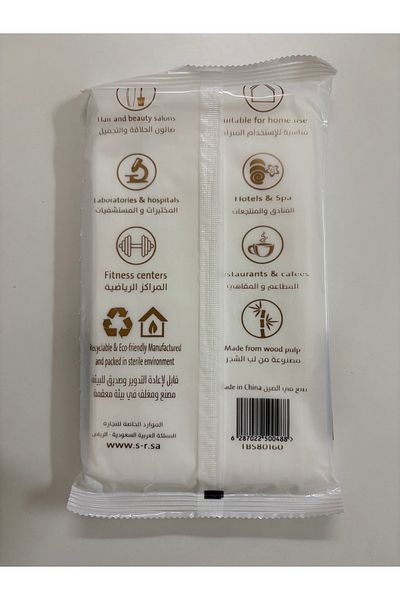 Hair and beauty salons
صالون الحلاقة والتجميل
Laboratories & hospitals
المختبرات و المستشفيات
Fitness centers
المراكز الرياضية
Recyclable & Eco-friendly Manufactured
and packed in sterile environment
قابل لإعادة التدوير وصديق للبيئة
مصنع ومغلف في بيئة معقمة
الموارد الخاصة للتجارة
المملكة العربية السعودية - الرياض
www.s-r.sa
suitable for home use
مناسبة للإستخدام المنزلي
Hotels & Spa
الفنادق والمنتجعات
Restaurants & cafees
المطاعم و المقاهي
Made from wood pulp
مصنوعة من لب الشجر
Made in China صنع في الصين
6 287022 500488
TBS80160